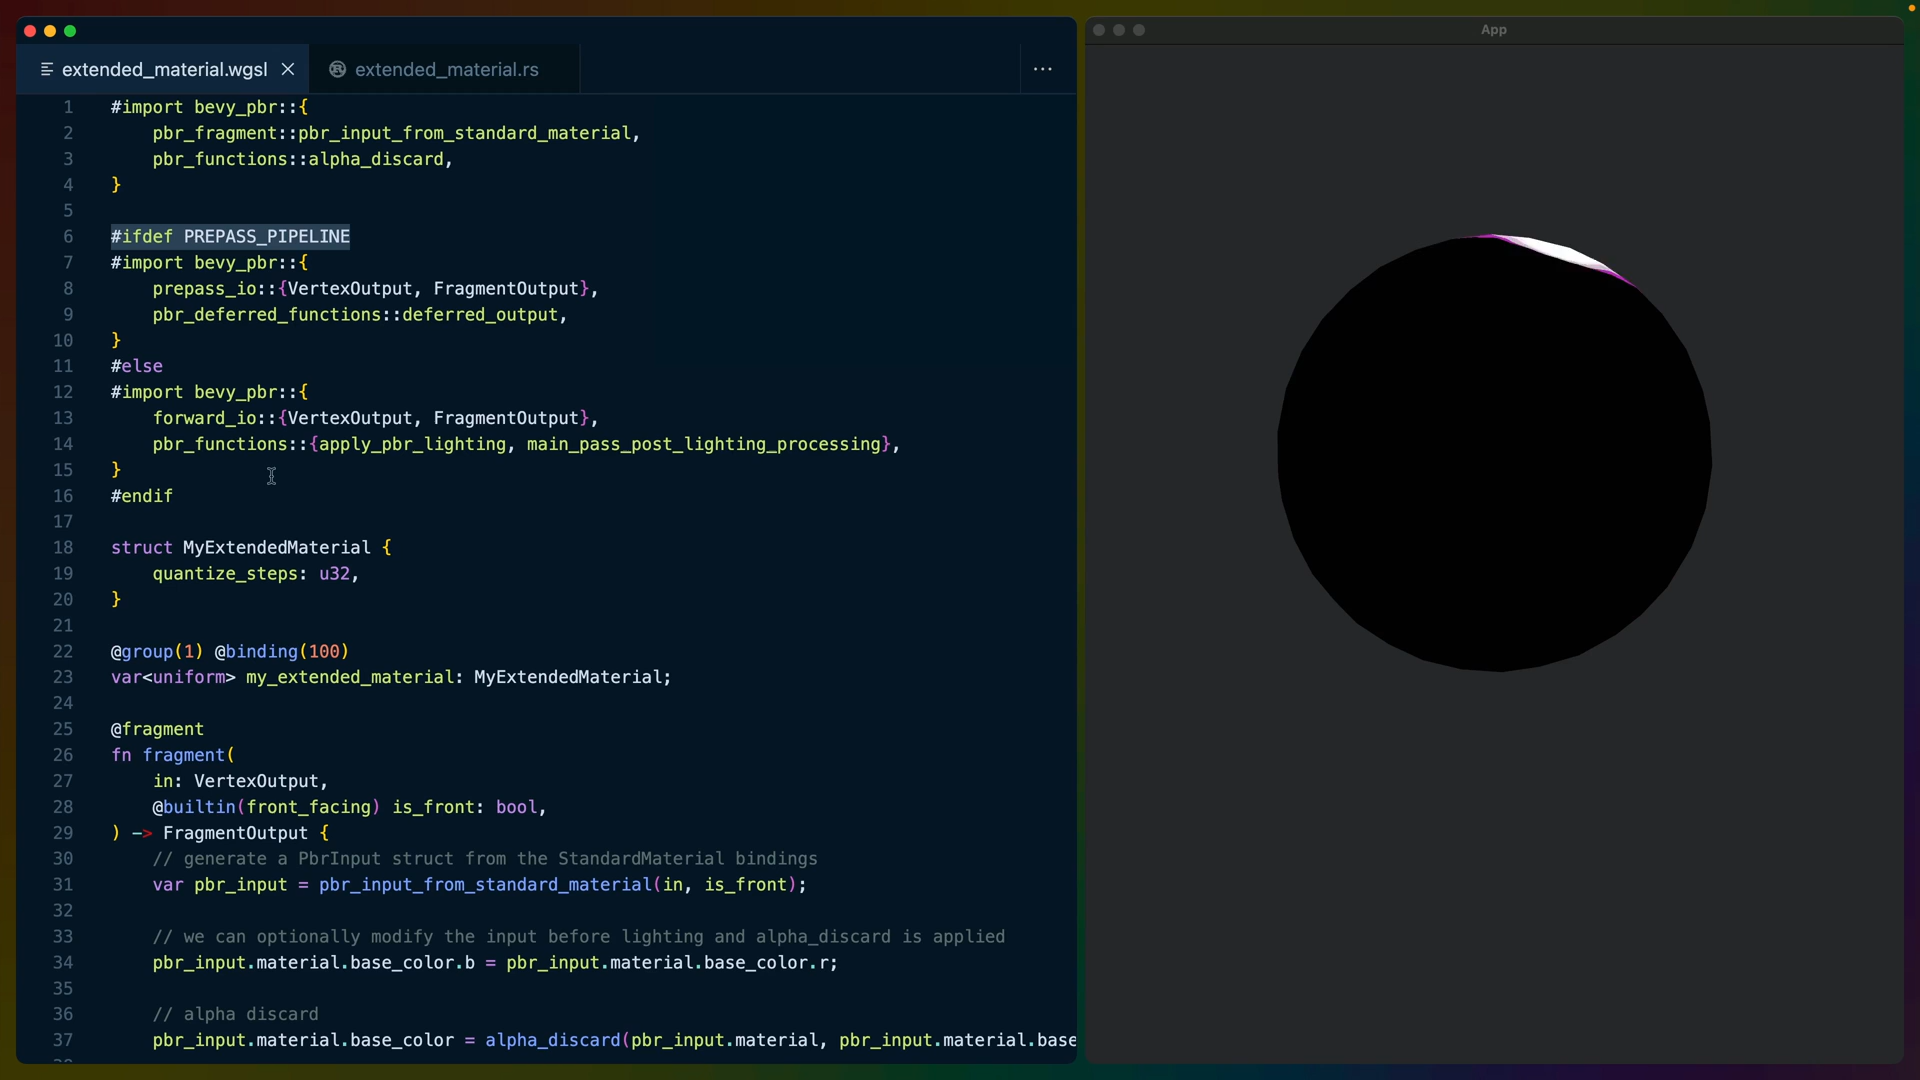 extended_material.wgsl
extended_material.rs
...
App
1 #import bevy_pbr::{
2 pbr_fragment::pbr_input_from_standard_material,
3 pbr_functions::alpha_discard,
4 }
5
6 #ifdef PREPASS_PIPELINE
7 #import bevy_pbr::{
8 prepass_io::{VertexOutput, FragmentOutput},
9 pbr_deferred_functions::deferred_output,
10 }
11 #else
12 #import bevy_pbr::{
13 forward_io::{VertexOutput, FragmentOutput},
14 pbr_functions::{apply_pbr_lighting, main_pass_post_lighting_processing},
15 }
16 #endif
17
18 struct MyExtendedMaterial {
19 quantize_steps: u32,
20 }
21
22 @group(1) @binding(100)
23 var<uniform> my_extended_material: MyExtendedMaterial;
24
25 @fragment
26 fn fragment(
27 in: VertexOutput,
28 @builtin(front_facing) is_front: bool,
29 ) -> FragmentOutput {
30 // generate a PbrInput struct from the StandardMaterial bindings
31 var pbr_input = pbr_input_from_standard_material(in, is_front);
32
33 // we can optionally modify the input before lighting and alpha_discard is applied
34 pbr_input.material.base_color.b = pbr_input.material.base_color.r;
35
36 // alpha discard
37 pbr_input.material.base_color = alpha_discard(pbr_input.material, pbr_input.material.base